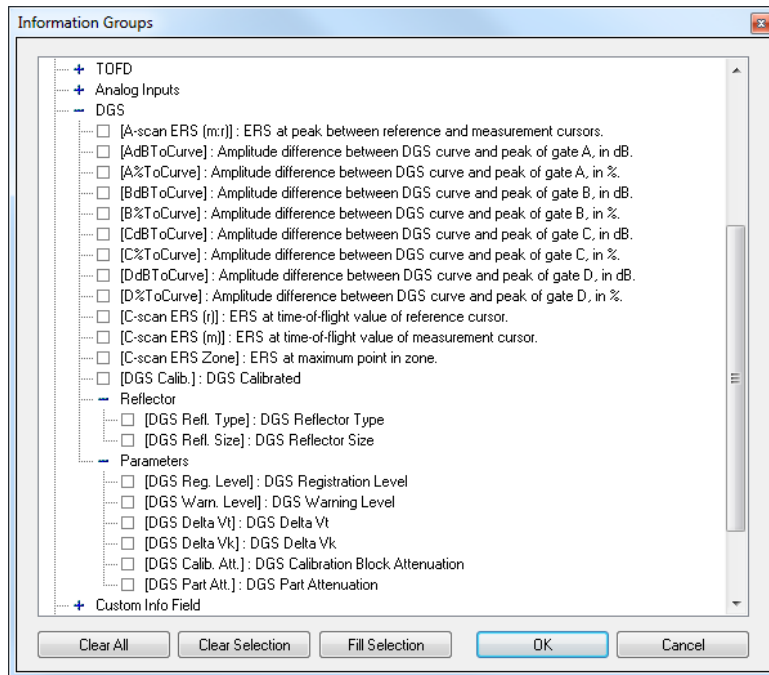 Information Groups
TOFD
Analog Inputs
DGS
[A-scan ERS (m:r)] : ERS at peak between reference and measurement cursors.
[AdBToCurve] : Amplitude difference between DGS curve and peak of gate A, in dB.
[A%ToCurve] : Amplitude difference between DGS curve and peak of gate A, in %.
[BdBToCurve] : Amplitude difference between DGS curve and peak of gate B, in dB.
[B%ToCurve] : Amplitude difference between DGS curve and peak of gate B, in %.
[CdBToCurve] : Amplitude difference between DGS curve and peak of gate C, in dB.
[C%ToCurve] : Amplitude difference between DGS curve and peak of gate C, in %.
[DdBToCurve] : Amplitude difference between DGS curve and peak of gate D, in dB.
[D%ToCurve] : Amplitude difference between DGS curve and peak of gate D, in %.
[C-scan ERS (r)] : ERS at time-of-flight value of reference cursor.
[C-scan ERS (m)] : ERS at time-of-flight value of measurement cursor.
[C-scan ERS Zone] : ERS at maximum point in zone.
[DGS Calib.] : DGS Calibrated
Reflector
[DGS Refl. Type] : DGS Reflector Type
[DGS Refl. Size] : DGS Reflector Size
Parameters
[DGS Reg. Level] : DGS Registration Level
[DGS Warn. Level] : DGS Warning Level
[DGS Delta Vt] : DGS Delta Vt
[DGS Delta Vk] : DGS Delta Vk
[DGS Calib. Att.] : DGS Calibration Block Attenuation
[DGS Part Att.] : DGS Part Attenuation
Custom Info Field
Clear All Clear Selection Fill Selection OK Cancel